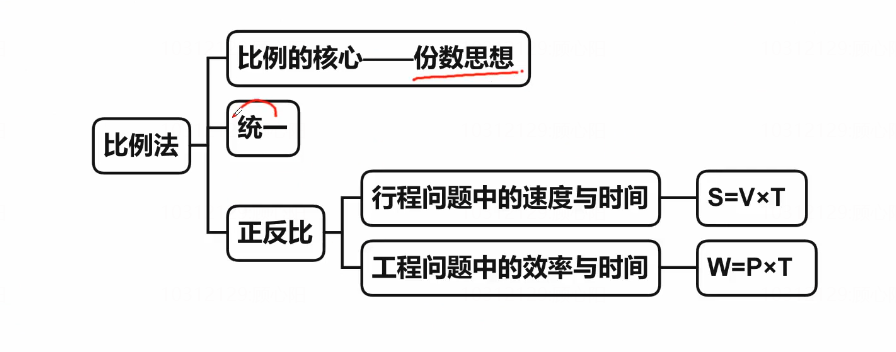 比例的核心——份数思想
统一
比例法
行程问题中的速度与时间
S=V×T
正反比
工程问题中的效率与时间
W=P×T